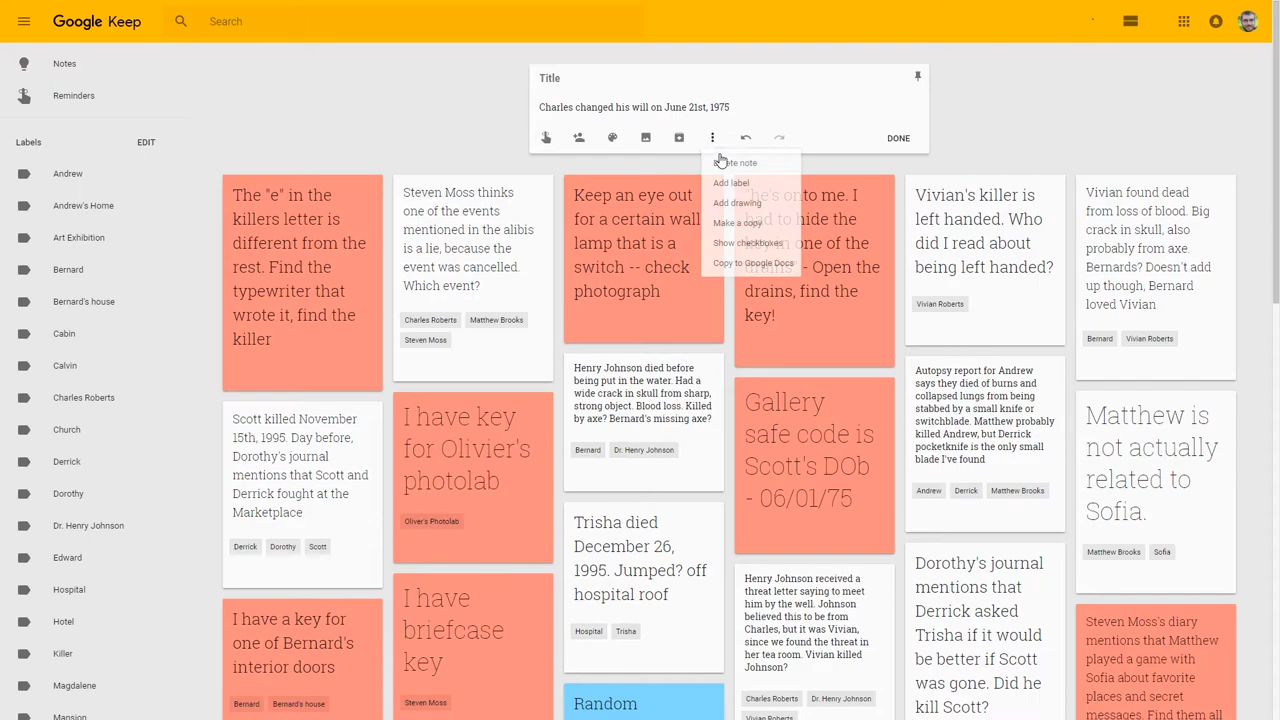 Google Keep
Search
Notes
Reminders
Labels
EDIT
Andrew
Andrew's Home
Art Exhibition
Bernard
Bernard's house
Cabin
Calvin
Charles Roberts
Church
Derrick
Dorothy
Dr. Henry Johnson
Edward
Hospital
Hotel
Killer
Magdalene
Mansion
Title
Charles changed his will on June 21st, 1975
DONE
note
Add label
Add drawing
Make a copy
Show checkboxes
Copy to Google Docs
The "e" in the
killers letter is
different from the
rest. Find the
typewriter that
wrote it, find the
killer
Scott killed November
15th, 1995. Day before,
Dorothy's journal
mentions that Scott and
Derrick fought at the
Marketplace
Derrick Dorothy Scott
I have a key for
one of Bernard's
interior doors
Bernard Bernard's house
Steven Moss thinks
one of the events
mentioned in the alibis
is a lie, because the
event was cancelled.
Which event?
Charles Roberts Matthew Brooks
Steven Moss
I have key
for Olivier's
photolab
Oliver's Photolab
I have
briefcase
key
Steven Moss
Keep an eye out
for a certain wall
lamp that is a
switch -- check
photograph
Henry Johnson died before
being put in the water. Had a
wide crack in skull from sharp,
strong object. Blood loss. Killed
by axe? Bernard's missing axe?
Bernard Dr. Henry Johnson
Trisha died
December 26,
1995. Jumped? off
hospital roof
Hospital Trisha
Random
"he's onto me. I
had to hide the
key in one of the
drains" -- Open the
drains, find the
key!
Gallery
safe code is
Scott's DOb
- 06/01/75
Henry Johnson received a
threat letter saying to meet
him by the well. Johnson
believed this to be from
Charles, but it was Vivian,
since we found the threat in
her tea room. Vivian killed
Johnson?
Charles Roberts Dr. Henry Johnson
Vivian Roberts
Vivian's killer is
left handed. Who
did I read about
being left handed?
Vivian Roberts
Autopsy report for Andrew
says they died of burns and
collapsed lungs from being
stabbed by a small knife or
switchblade. Matthew probably
killed Andrew, but Derrick
pocketknife is the only small
blade I've found
Andrew Derrick Matthew Brooks
Dorothy's journal
mentions that
Derrick asked
Trisha if it would
be better if Scott
was gone. Did he
kill Scott?
Vivian found dead
from loss of blood. Big
crack in skull, also
probably from axe.
Bernards? Doesn't add
up though, Bernard
loved Vivian
Bernard Vivian Roberts
Matthew is
not actually
related to
Sofia.
Matthew Brooks Sofia
Steven Moss's diary
mentions that Matthew
played a game with
Sofia about favorite
places and secret
messages. Find them all